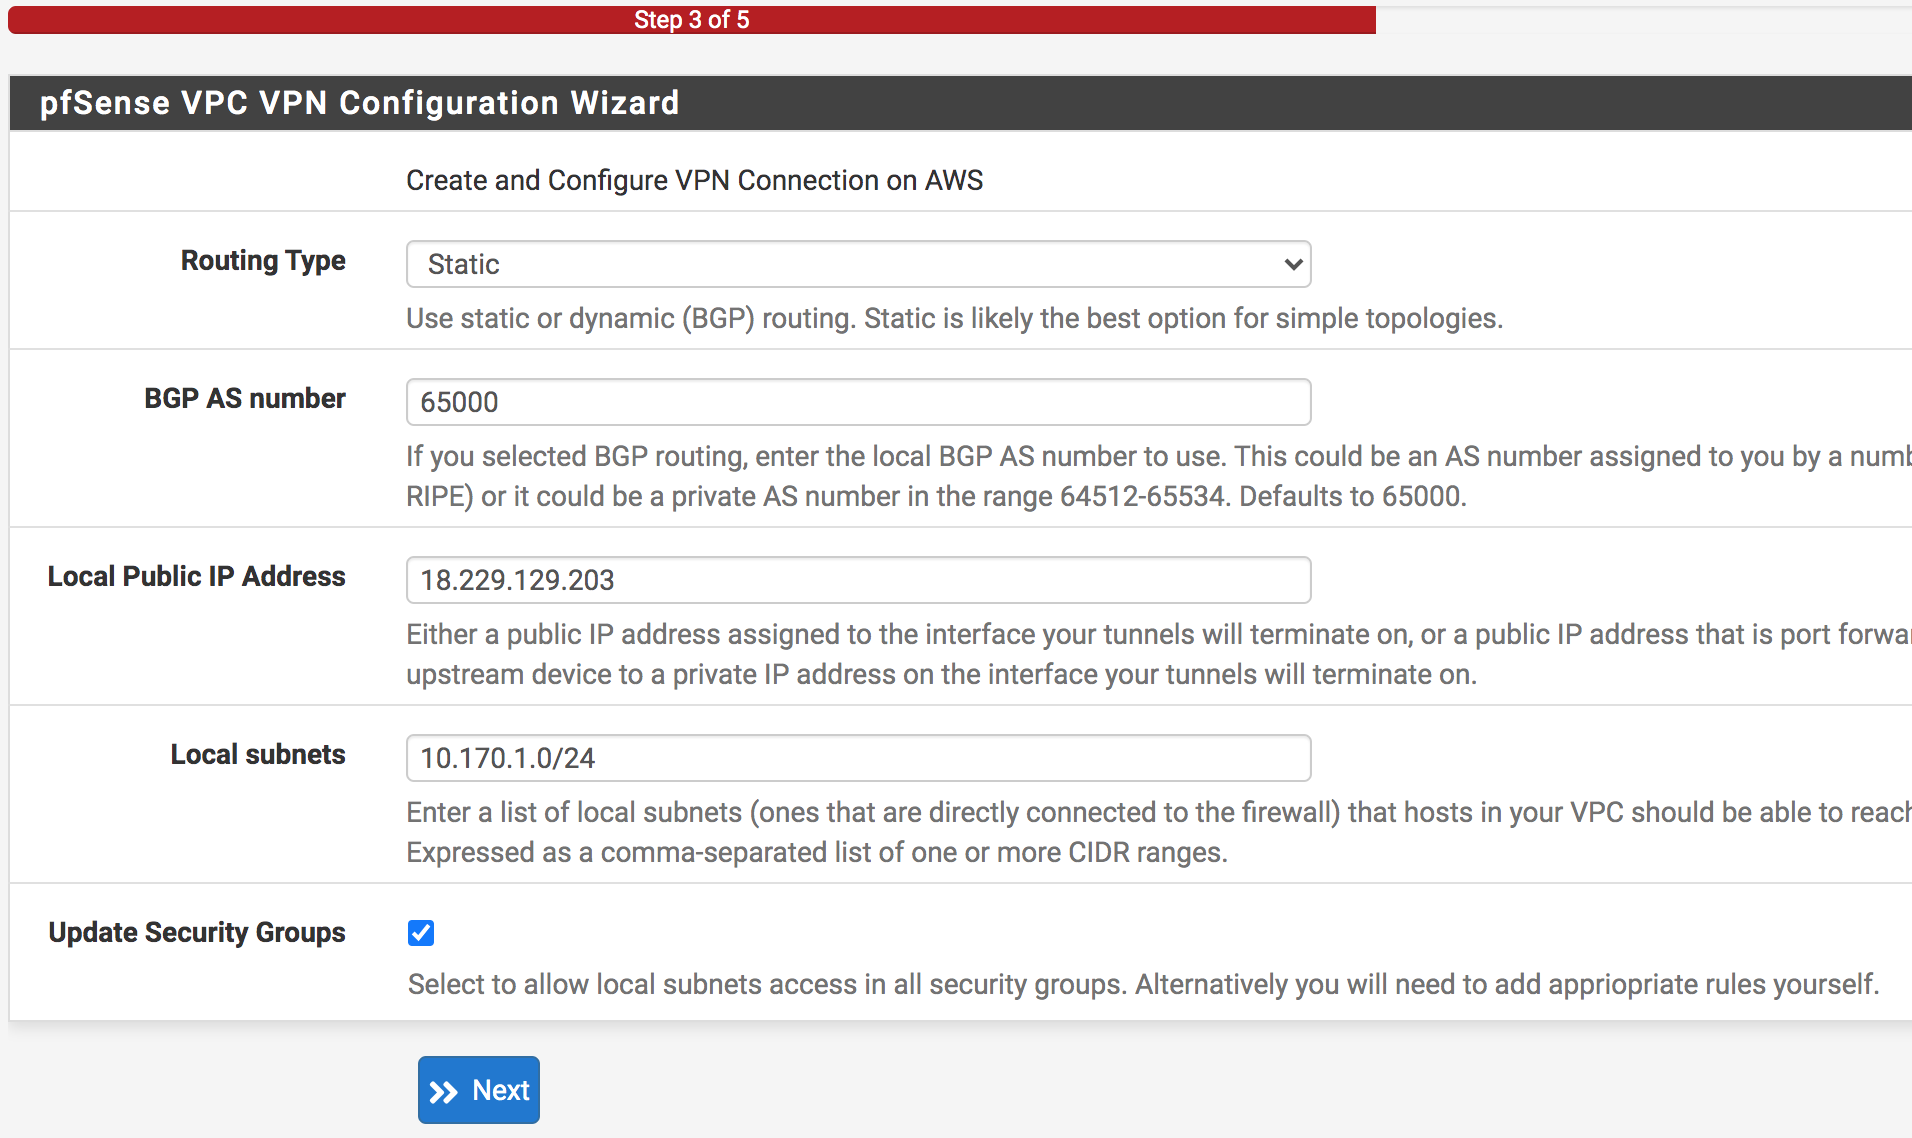 Step 3 of 5
pfSense VPC VPN Configuration Wizard
Create and Configure VPN Connection on AWS
Routing Type
Static
Use static or dynamic (BGP) routing. Static is likely the best option for simple topologies.
BGP AS number
65000
If you selected BGP routing, enter the local BGP AS number to use. This could be an AS number assigned to you by a
RIPE) or it could be a private AS number in the range 64512-65534. Defaults to 65000.
Local Public IP Address
18.229.129.203
Either a public IP address assigned to the interface your tunnels will terminate on, or a public IP address that is port
upstream device to a private IP address on the interface your tunnels will terminate on.
Local subnets
10.170.1.0/24
Enter a list of local subnets (ones that are directly connected to the firewall) that hosts in your VPC should be able to reach
Expressed as a comma-separated list of one or more CIDR ranges.
Update Security Groups
Select to allow local subnets access in all security groups. Alternatively you will need to add appriopriate rules yourself.
Next